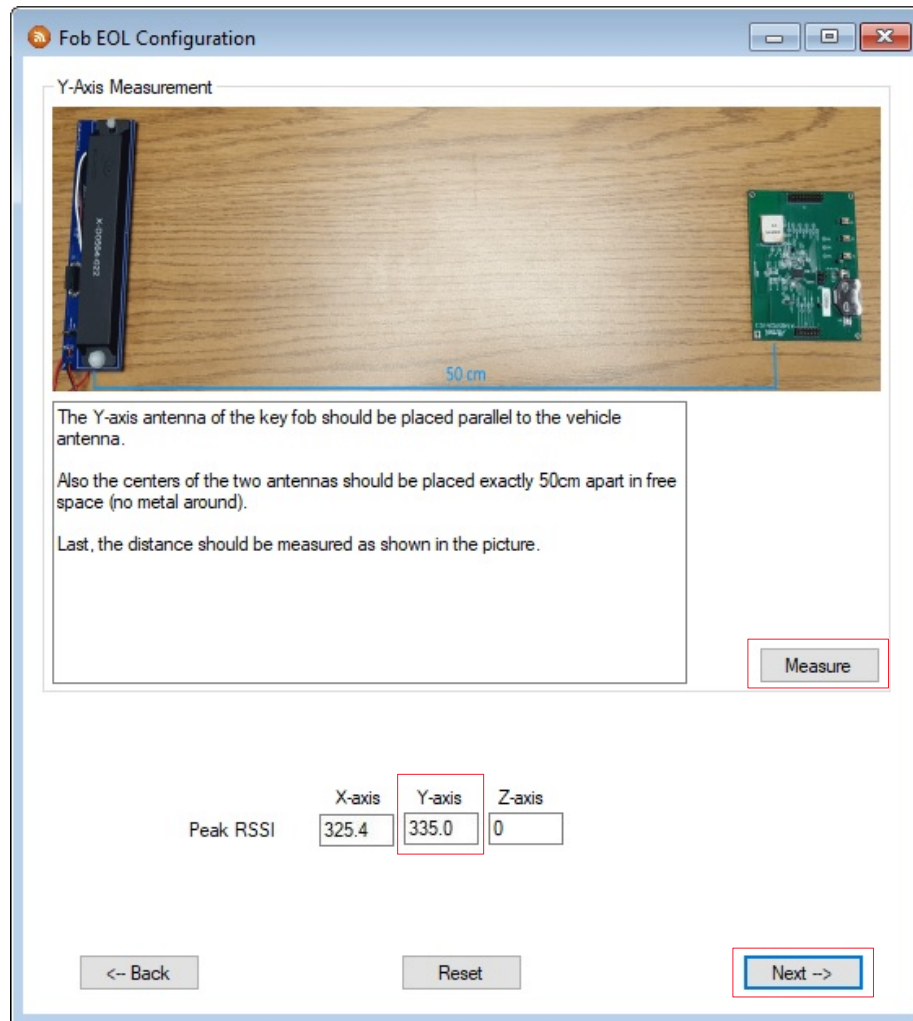 Fob EOL Configuration
Y-Axis Measurement
X-D0564-022
50 cm
The Y-axis antenna of the key fob should be placed parallel to the vehicle
antenna.
Also the centers of the two antennas should be placed exactly 50cm apart in free
space (no metal around).
Last, the distance should be measured as shown in the picture.
Measure
X-axis Y-axis Z-axis
Peak RSSI 325.4 335.0 0
<-- Back Reset Next -->